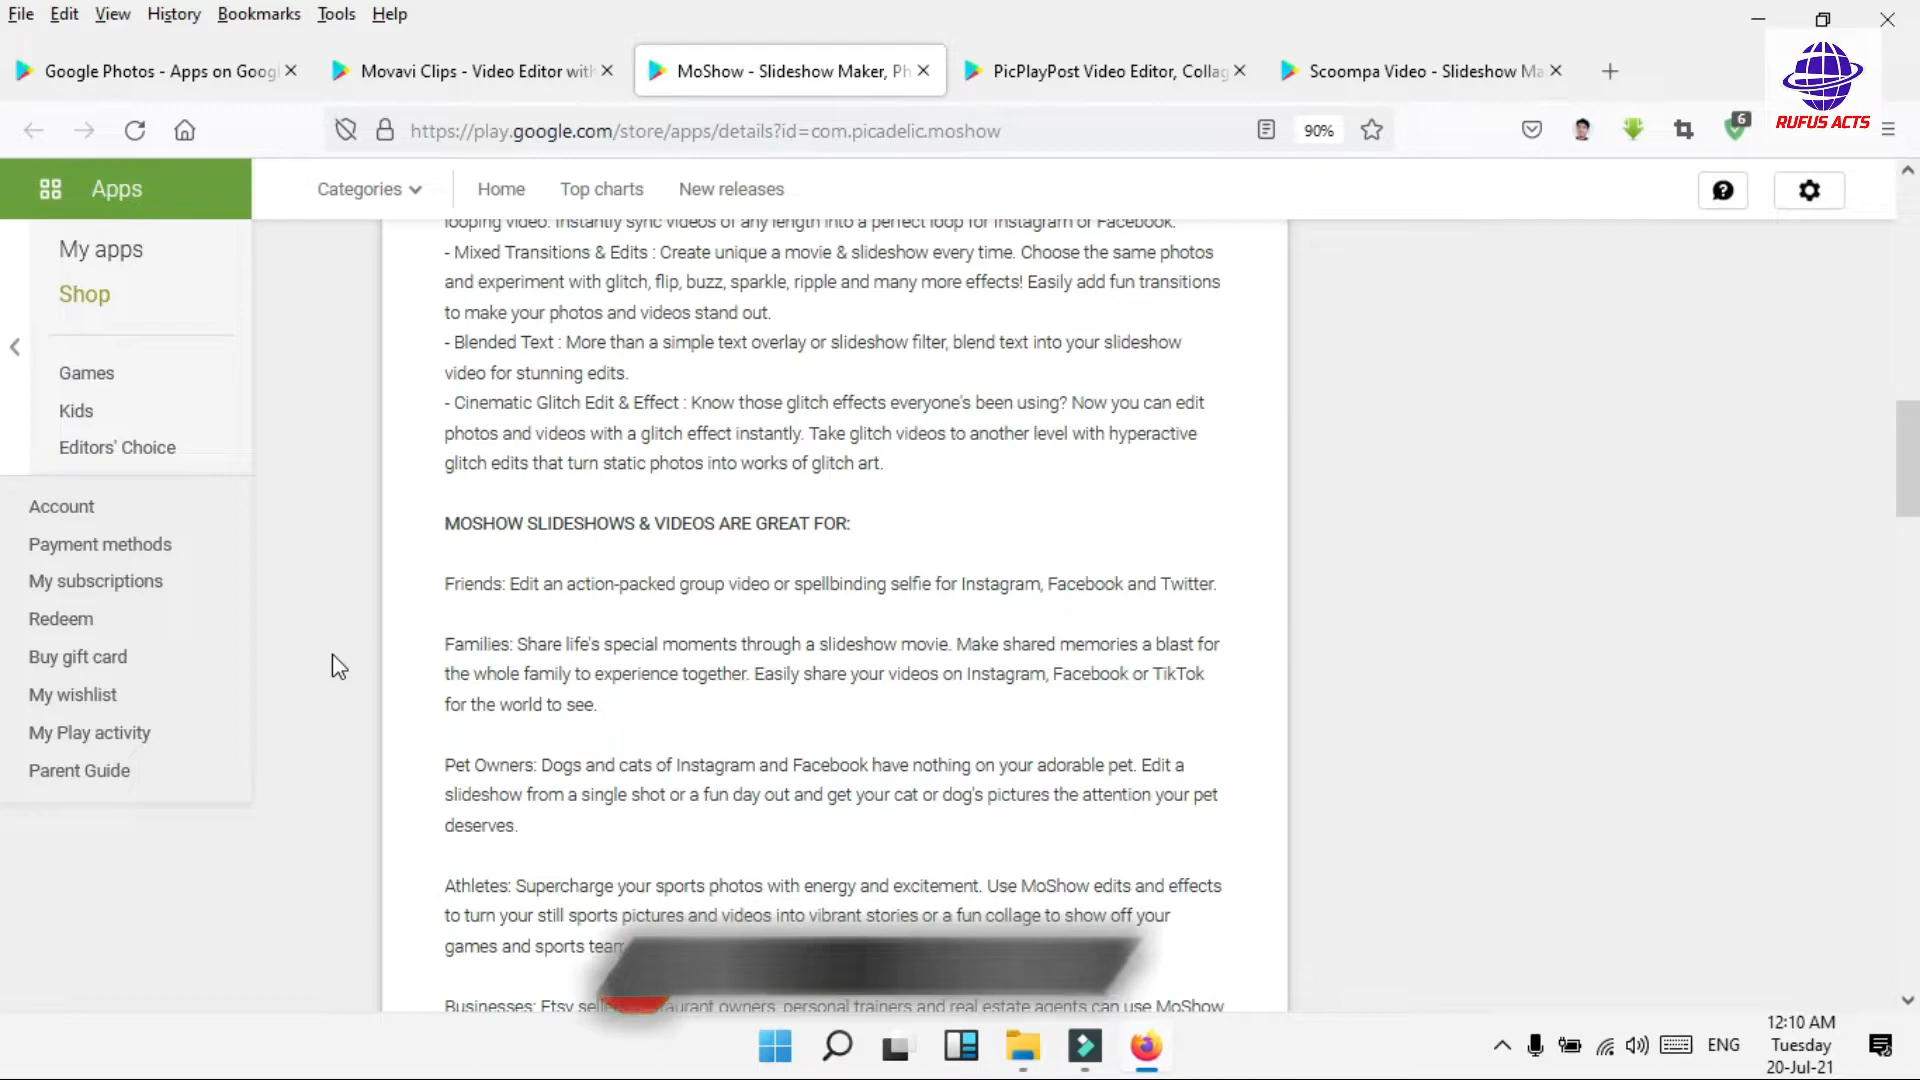 File Edit View History Bookmarks Tools Help
Google Photos - Apps on Goog
Movavi Clips - Video Editor with
MoShow - Slideshow Maker, Ph
PicPlayPost Video Editor, Collag
Scoompa Video - Slideshow Ma
RUFUS ACTS
https://play.google.com/store/apps/details?id=com.picadelic.moshow
90%
6
Apps
Categories
Home
Top charts
New releases
My apps
Shop
Games
Kids
Editors' Choice
Account
Payment methods
My subscriptions
Redeem
Buy gift card
My wishlist
My Play activity
Parent Guide
looping video. Instantly sync videos of any length into a perfect loop for Instagram or Facebook.
- Mixed Transitions & Edits : Create unique a movie & slideshow every time. Choose the same photos
and experiment with glitch, flip, buzz, sparkle, ripple and many more effects! Easily add fun transitions
to make your photos and videos stand out.
- Blended Text : More than a simple text overlay or slideshow filter, blend text into your slideshow
video for stunning edits.
- Cinematic Glitch Edit & Effect : Know those glitch effects everyone's been using? Now you can edit
photos and videos with a glitch effect instantly. Take glitch videos to another level with hyperactive
glitch edits that turn static photos into works of glitch art.
MOSHOW SLIDESHOWS & VIDEOS ARE GREAT FOR:
Friends: Edit an action-packed group video or spellbinding selfie for Instagram, Facebook and Twitter.
Families: Share life's special moments through a slideshow movie. Make shared memories a blast for
the whole family to experience together. Easily share your videos on Instagram, Facebook or TikTok
for the world to see.
Pet Owners: Dogs and cats of Instagram and Facebook have nothing on your adorable pet. Edit a
slideshow from a single shot or a fun day out and get your cat or dog's pictures the attention your pet
deserves.
Athletes: Supercharge your sports photos with energy and excitement. Use MoShow edits and effects
to turn your still sports pictures and videos into vibrant stories or a fun collage to show off your
games and sports
Businesses: Etsy owners, personal trainers and real estate agents can use MoShow
ENG
12:10 AM
Tuesday
20-Jul-21